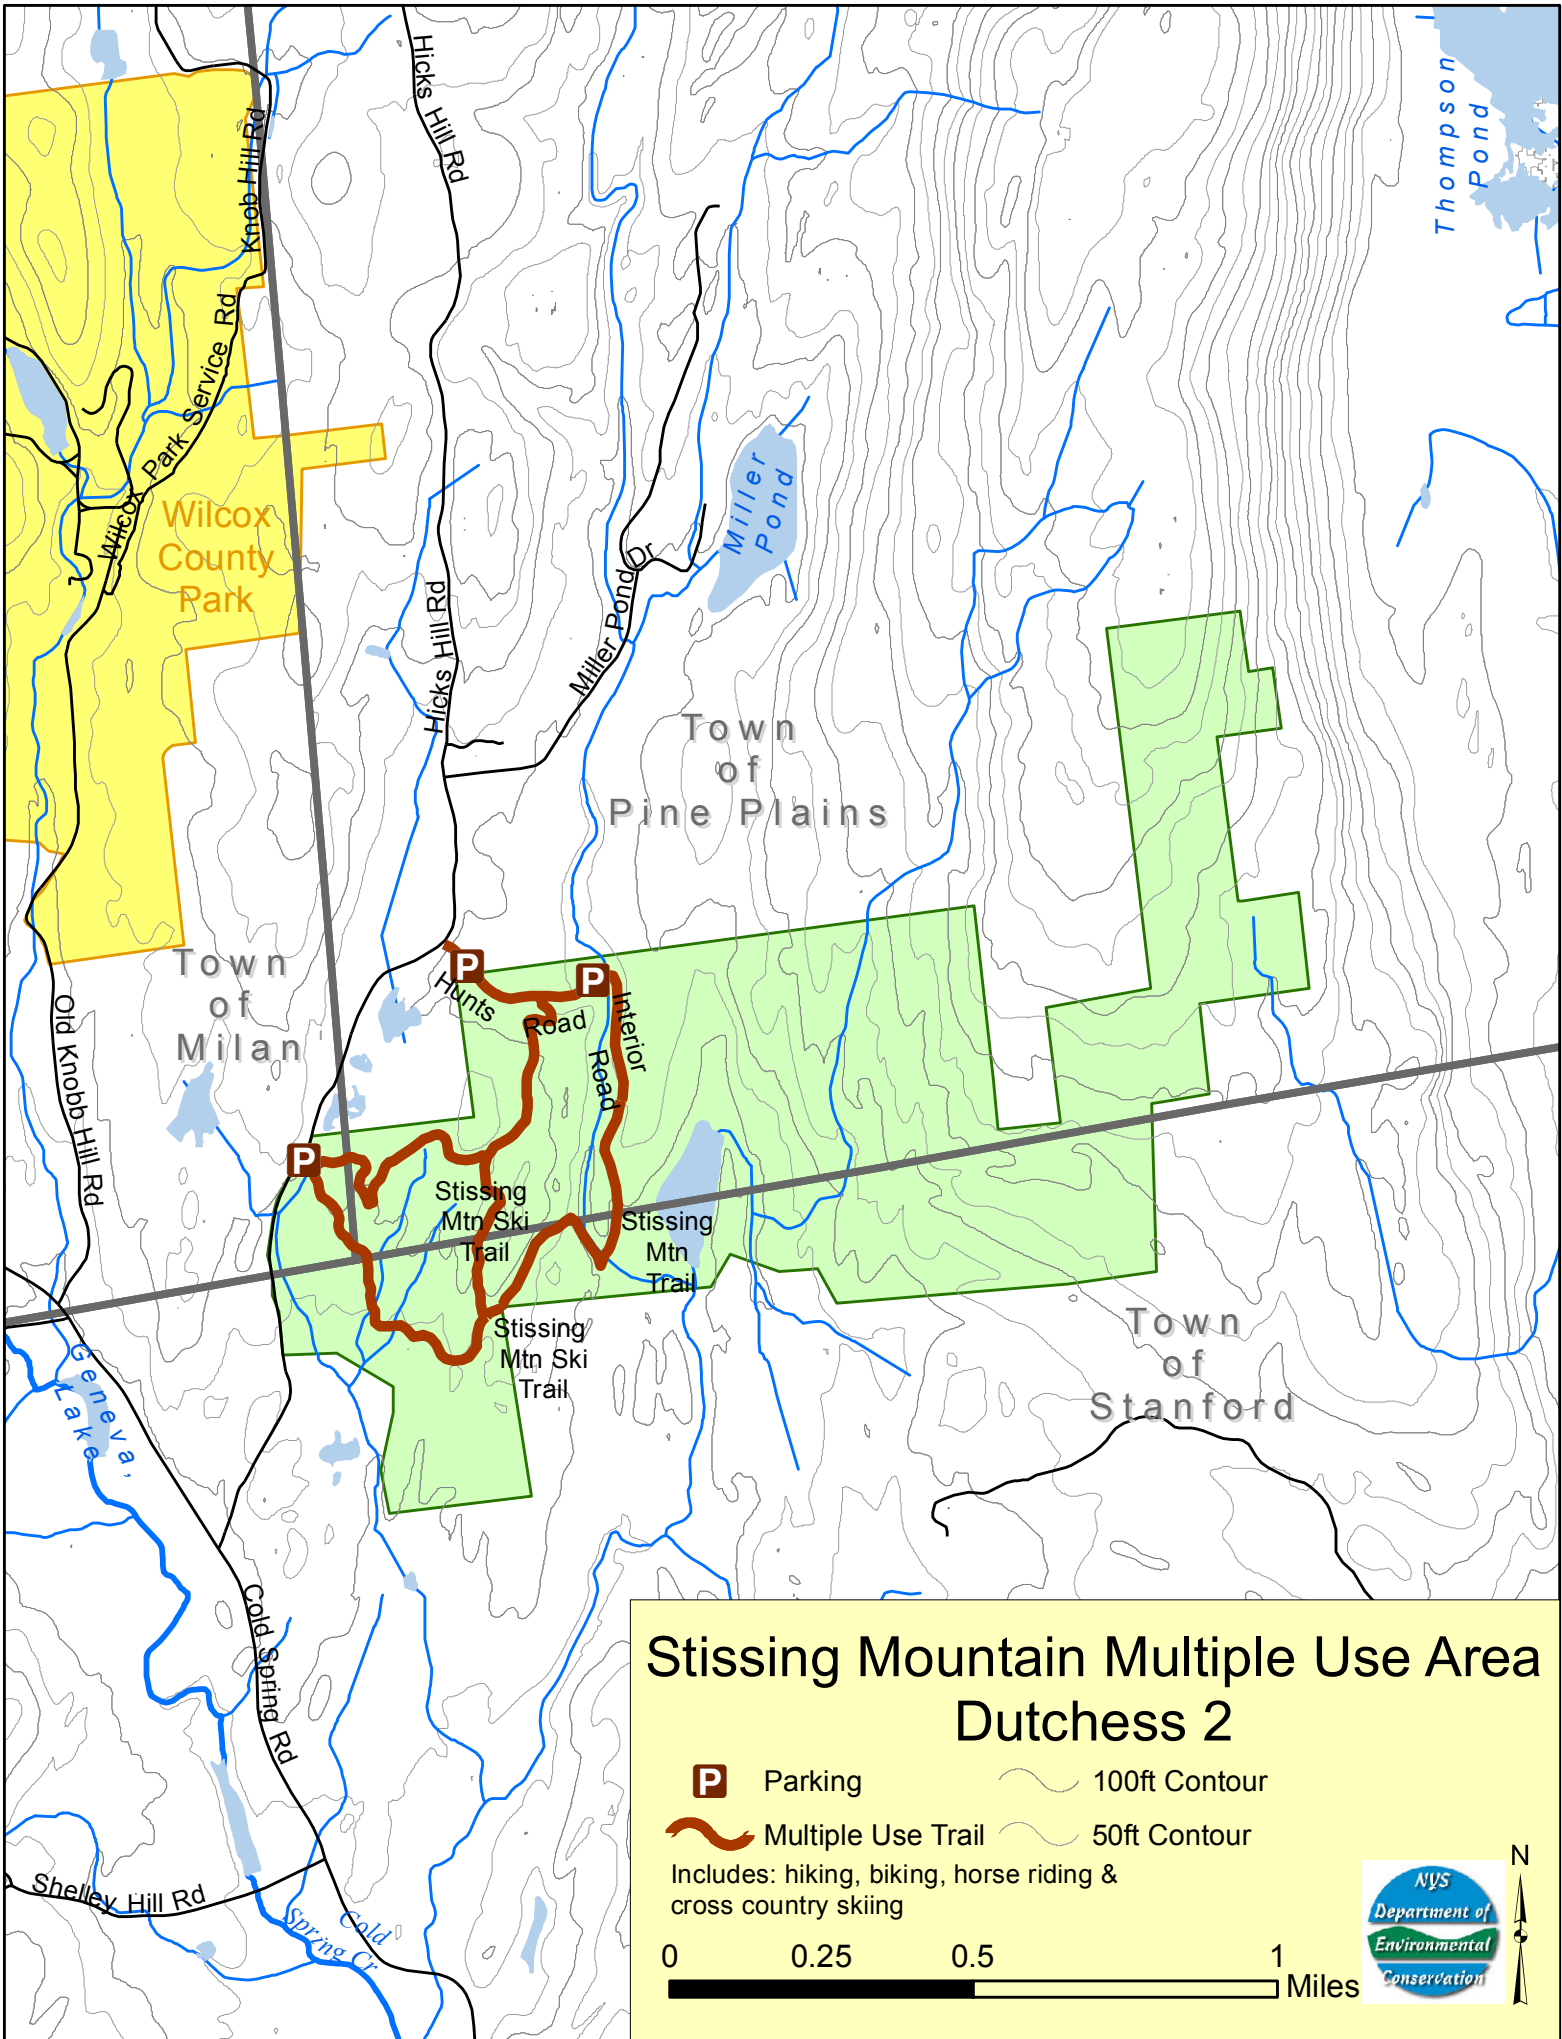 Hicks Hill Rd
Knob Hill Rd
Thompson
Pond
Wilcox Park Service Rd
Wilcox
County
Park
Miller
Pond
Miller Pond Dr
Hicks Hill Rd
Town
of
Pine Plains
Town
of
Milan
P
P
Hunts
Road
Interior
Road
Old Knobb Hill Rd
P
Stissing
Mtn Ski
Trail
Stissing
Mtn
Trail
Stissing
Mtn Ski
Trail
Town
of
Stanford
Geneva,
Lake
Cold Spring Rd
Shelley Hill Rd
Cold
Spring Cr
Stissing Mountain Multiple Use Area
Dutchess 2
P Parking
100ft Contour
Multiple Use Trail
50ft Contour
Includes: hiking, biking, horse riding &
cross country skiing
0 0.25 0.5 1
Miles
NYS
Department of
Environmental
Conservation
N